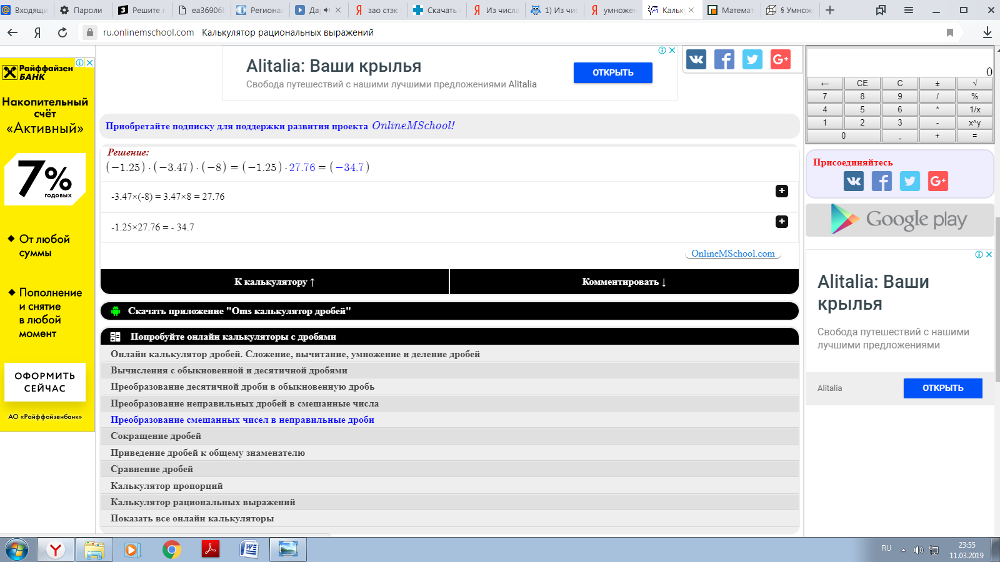 Входящи
Пароли
Решите п
ea36906b
Региона
Да
зао стэк
Скачать
Из числа
1) Из чис
умножен
Кальк
Математ
§ Умнож
ru.onlinemschool.com Калькулятор рациональных выражений
Райффайзен
БАНК
Накопительный
счёт
«Активный»
7%
годовых
От любой
суммы
Пополнение
и снятие
в любой
момент
ОФОРМИТЬ
СЕЙЧАС
АО «Райффайзенбанк»
Alitalia: Ваши крылья
Свобода путешествий с нашими лучшими предложениями Alitalia
ОТКРЫТЬ
Приобретайте подписку для поддержки развития проекта OnlineMSchool!
Решение:
(−1.25) · (−3.47) · (−8) = (−1.25) · 27.76 = (−34.7)
-3.47×(-8) = 3.47×8 = 27.76
-1.25×27.76 = - 34.7
OnlineMSchool.com
К калькулятору ↑
Комментировать ↓
Скачать приложение "Oms калькулятор дробей"
Попробуйте онлайн калькуляторы с дробями
Онлайн калькулятор дробей. Сложение, вычитание, умножение и деление дробей
Вычисления с обыкновенной и десятичной дробями
Преобразование десятичной дроби в обыкновенную дробь
Преобразование неправильных дробей в смешанные числа
Преобразование смешанных чисел в неправильные дроби
Сокращение дробей
Приведение дробей к общему знаменателю
Сравнение дробей
Калькулятор пропорций
Калькулятор рациональных выражений
Показать все онлайн калькуляторы
0
← CE C ± √
7 8 9 / %
4 5 6 * 1/x
1 2 3 - x^y
0 , + =
Присоединяйтесь
Google play
Alitalia: Ваши
крылья
Свобода путешествий с нашими
лучшими предложениями
Alitalia
ОТКРЫТЬ
RU
23:55
11.03.2019